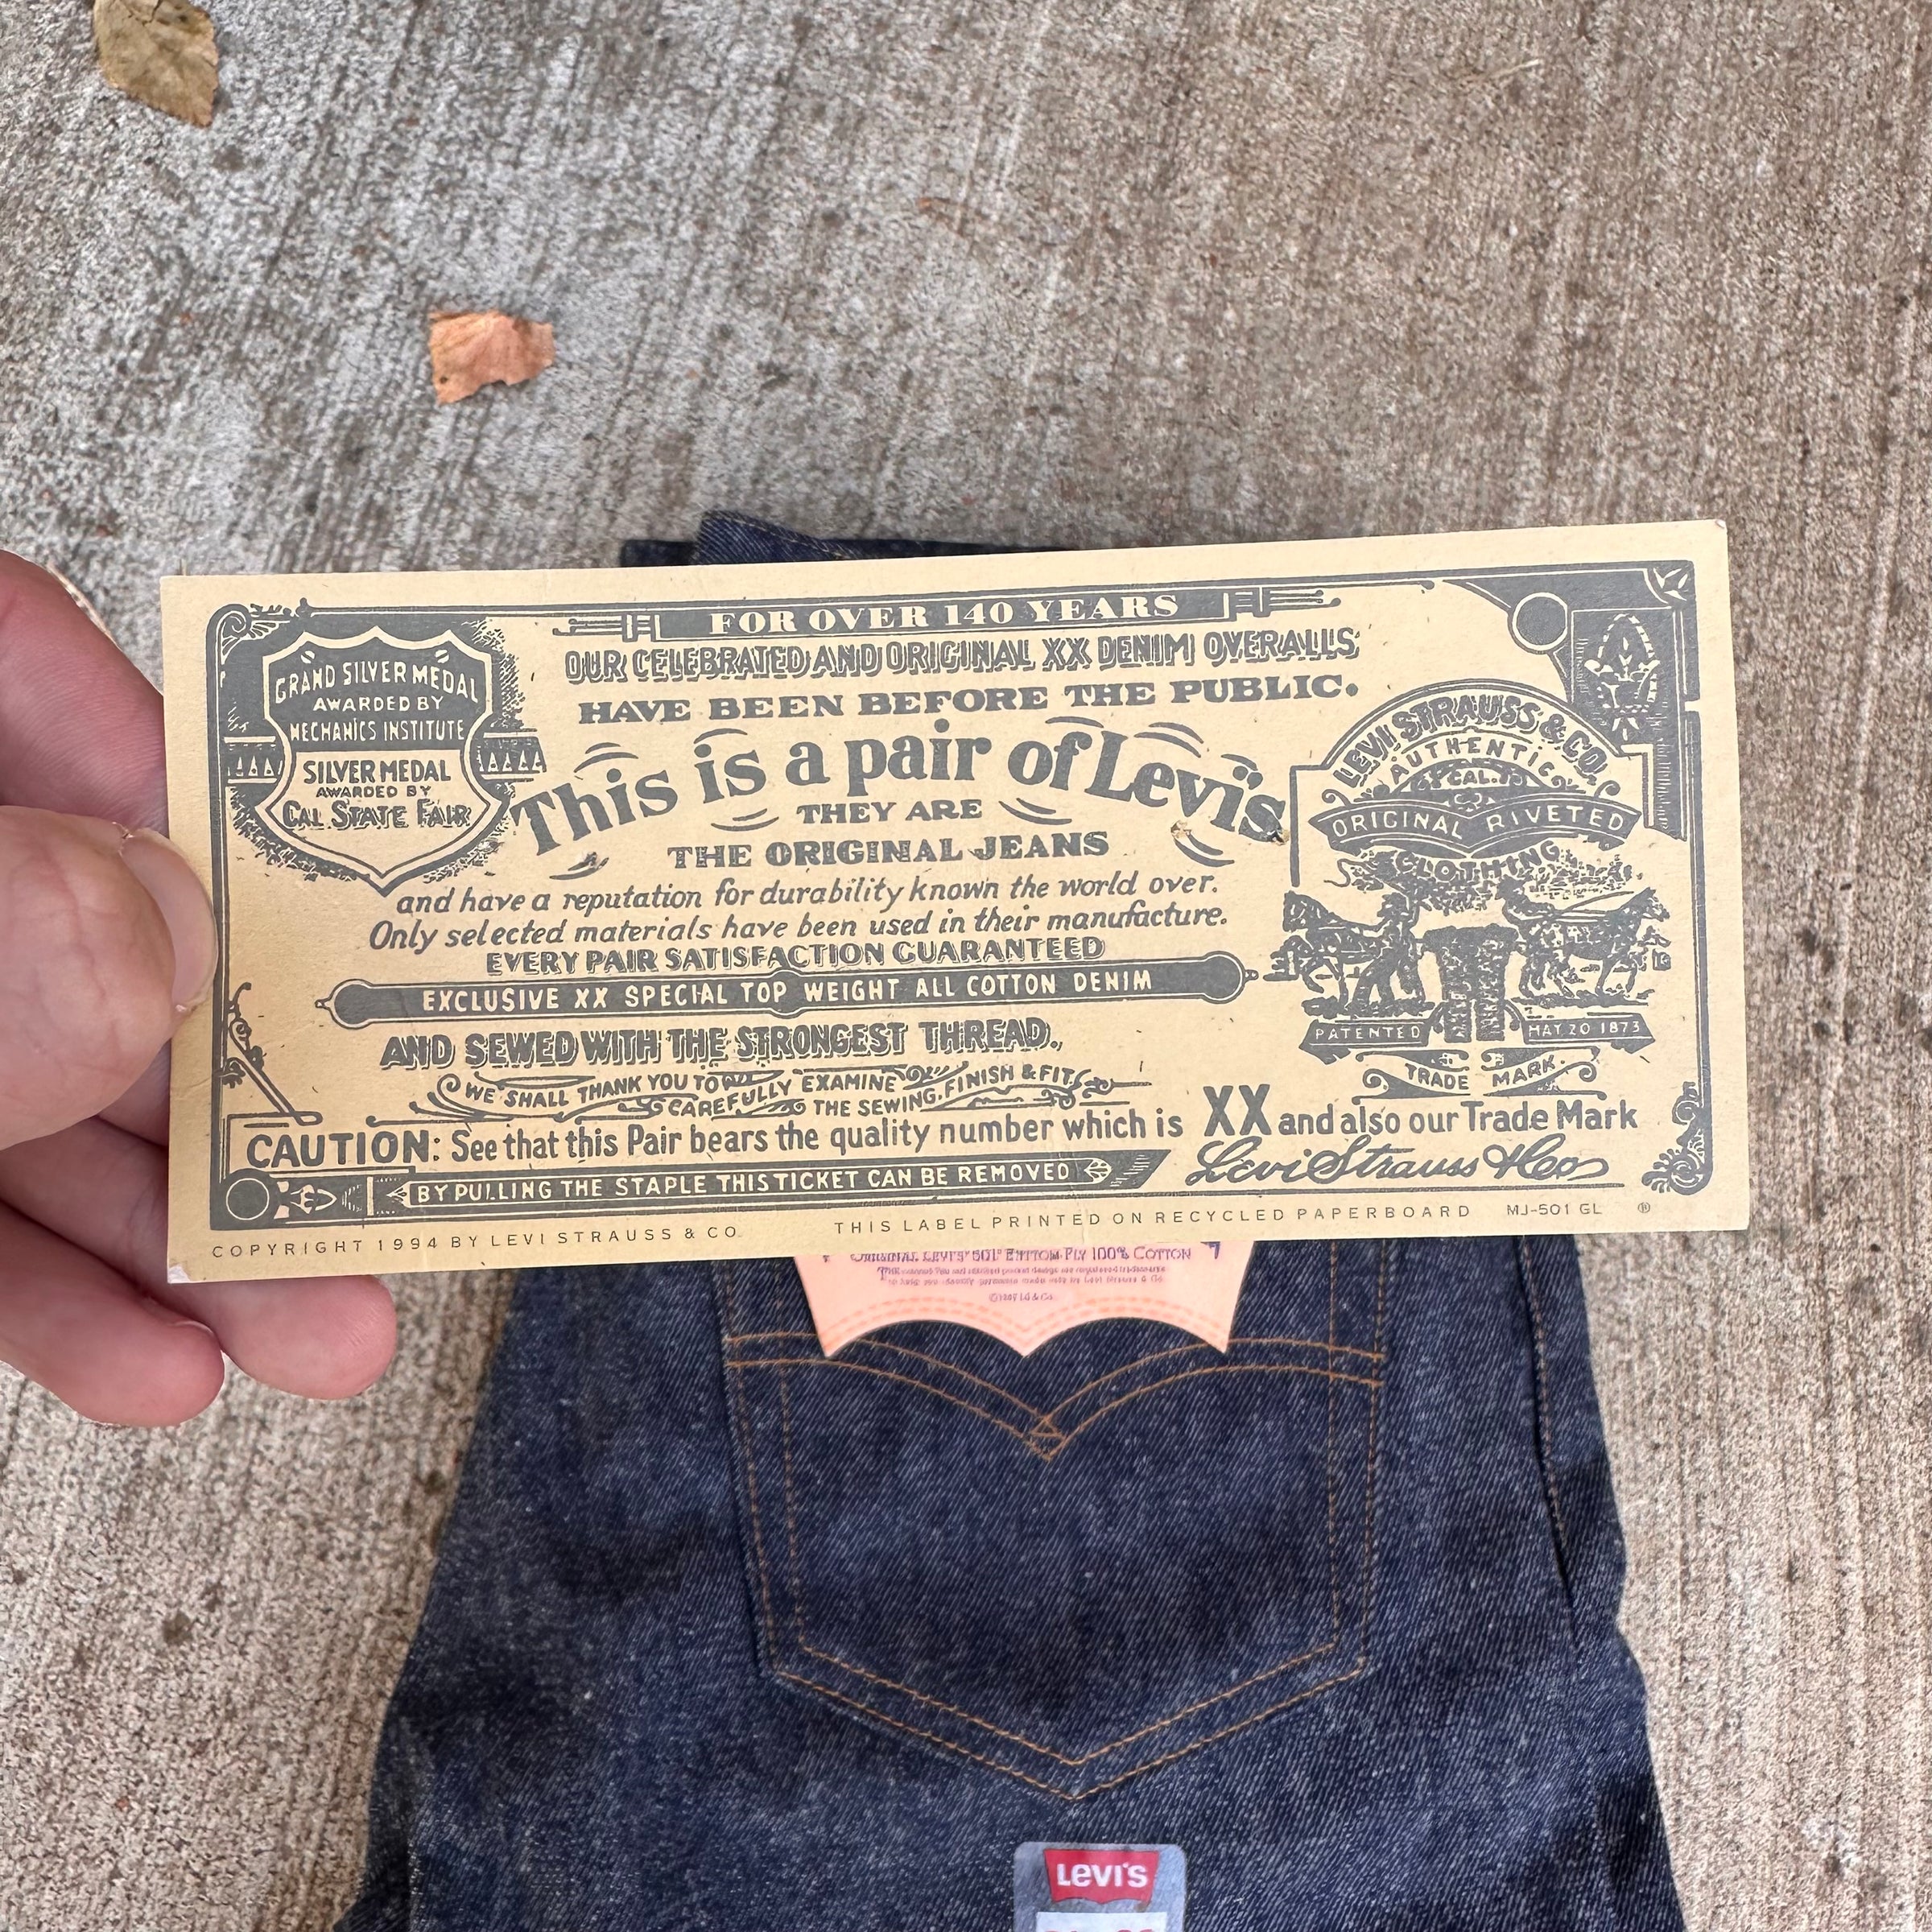 FOR OVER 140 YEARS
OUR CELEBRATED AND ORIGINAL XX DENIM OVERALLS
HAVE BEEN BEFORE THE PUBLIC.
GRAND SILVER MEDAL
AWARDED BY
MECHANICS INSTITUTE
SILVER MEDAL
AWARDED BY
CAL. STATE FAIR
This is a pair of Levi's
THEY ARE
THE ORIGINAL JEANS
and have a reputation for durability known the world over.
Only selected materials have been used in their manufacture.
EVERY PAIR SATISFACTION GUARANTEED
EXCLUSIVE XX SPECIAL TOP WEIGHT ALL COTTON DENIM
AND SEWED WITH THE STRONGEST THREAD.
WE SHALL THANK YOU TO CAREFULLY EXAMINE
THE SEWING, FINISH & FIT.
LEVI STRAUSS & CO.
AUTHENTIC
CAL.
ORIGINAL RIVETED
CLOTHING
PATENTED MAY 20 1873
TRADE MARK
CAUTION: See that this Pair bears the quality number which is XX and also our Trade Mark
BY PULLING THE STAPLE THIS TICKET CAN BE REMOVED
Levi Strauss & Co
COPYRIGHT 1994 BY LEVI STRAUSS & CO. THIS LABEL PRINTED ON RECYCLED PAPERBOARD MJ-501 GL ®
ORIGINAL LEVI'S 501® BUTTON FLY 100% COTTON
LEVI'S